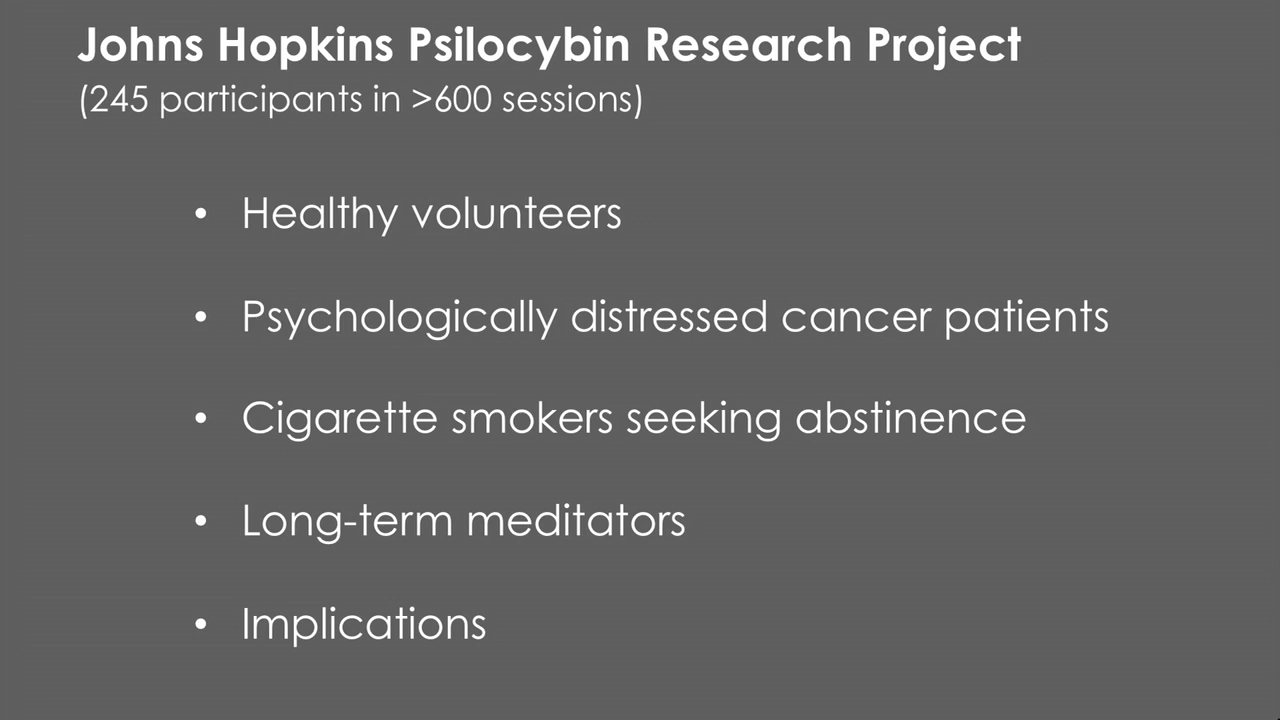 Johns Hopkins Psilocybin Research Project
(245 participants in >600 sessions)
• Healthy volunteers
• Psychologically distressed cancer patients
• Cigarette smokers seeking abstinence
• Long-term meditators
• Implications